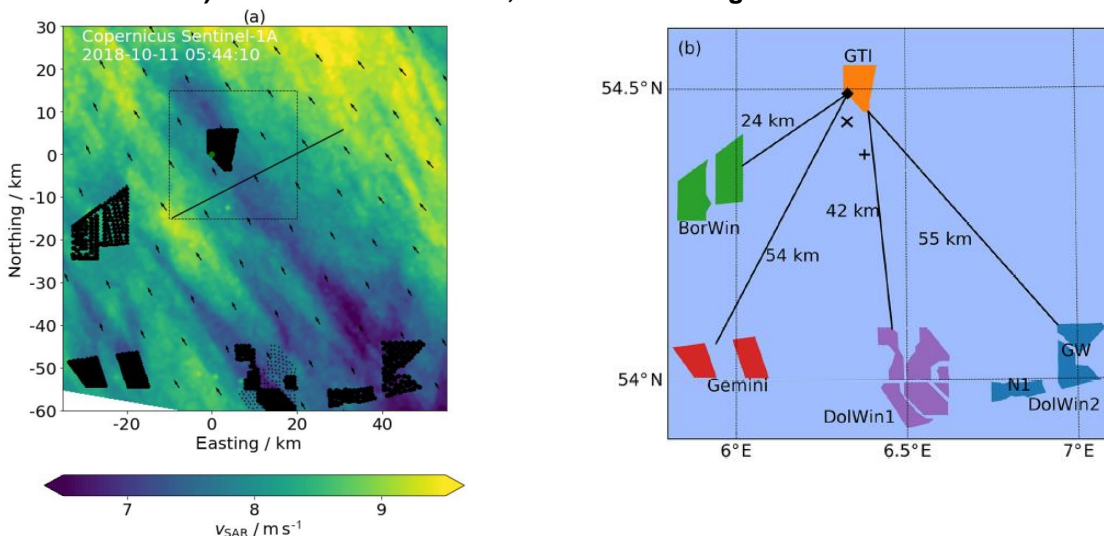 (a)
Copernicus Sentinel-1A
2018-10-11 05:44:10
30
20
10
0
-10
-20
-30
-40
-50
-60
Northing / km
-20
0
20
40
Easting / km
7
8
9
vSAR / m s⁻¹
(b)
GTI
54.5°N
24 km
BorWin
42 km
55 km
54 km
54°N
Gemini
GW
N1
DolWin2
DolWin1
6°E
6.5°E
7°E